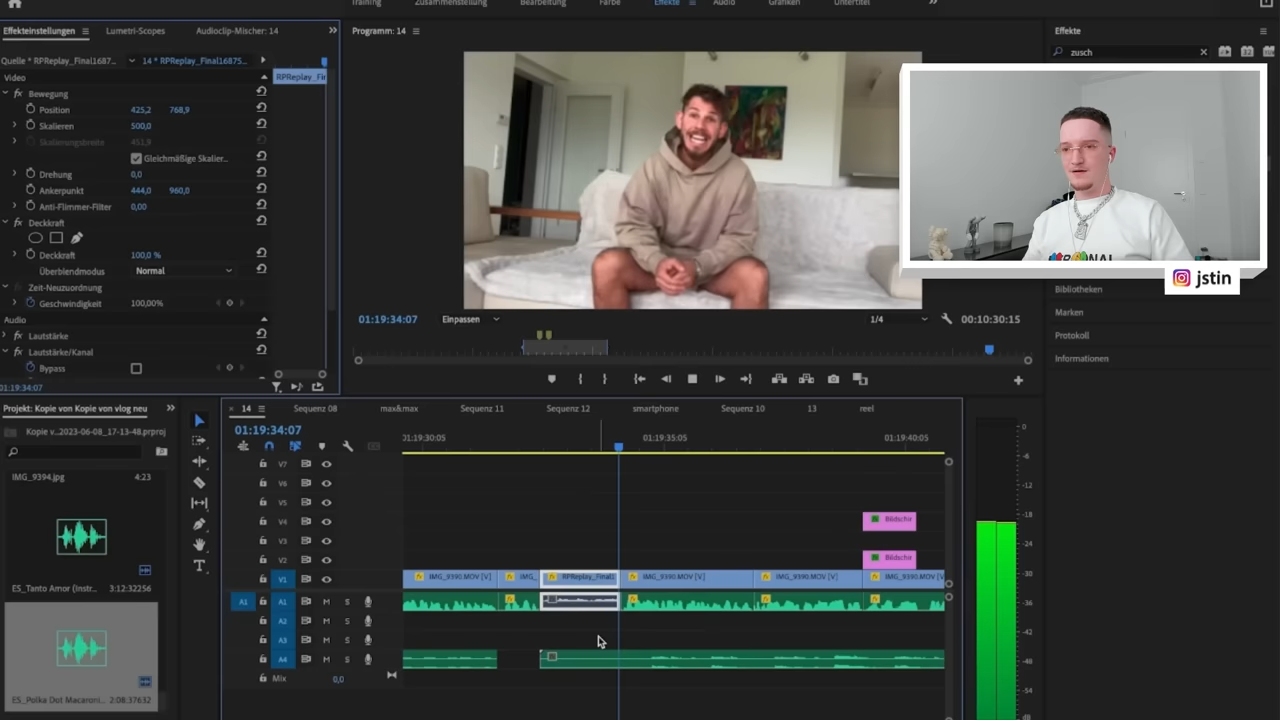 Training Zusammenstellung Bearbeitung Farbe Effekte Audio Grafiken Untertitel
Effekteinstellungen Lumetri-Scopes Audioclip-Mischer: 14
Quelle * RPReplay_Final1687... 14 * RPReplay_Final16875...
Video RPReplay_Fin
fx Bewegung
Position 425,2 768,9
Skalieren 500,0
Skalierungsbreite 451,9
Gleichmäßige Skalier...
Drehung 0,0
Ankerpunkt 444,0 960,0
Anti-Flimmer-Filter 0,00
fx Deckkraft
Deckkraft 100,0 %
Überblendmodus Normal
Zeit-Neuzuordnung
Geschwindigkeit 100,00%
Audio
fx Lautstärke
fx Lautstärke/Kanal
Bypass
01:19:34:07
Programm: 14
01:19:34:07 Einpassen 1/4 00:10:30:15
Effekte
zusch
jstin
Bibliotheken
Marken
Protokoll
Informationen
Projekt: Kopie von Kopie von vlog neu
Kopie v...2023-06-08_17-13-48.prproj
IMG_9394.jpg 4:23
ES_Tanto Amor (Instr... 3:12:32256
ES_Polka Dot Macaroni... 2:08:37632
14 Sequenz 08 max&max Sequenz 11 Sequenz 12 smartphone Sequenz 10 13 reel
01:19:34:07
01:19:30:05 01:19:35:05 01:19:40:05
V7
V6
V5
V4 Bildschir
V3
V2 Bildschir
V1 IMG_9390.MOV [V] IMG_ RPReplay_Final1 IMG_9390.MOV [V] IMG_9390.MOV [V] IMG_9390.MOV [V
A1 A1 M S
A2 M S
A3 M S
A4 M S
Mix 0,0
0
-6
-12
-18
-24
-30
-36
-42
-48
-54
dB